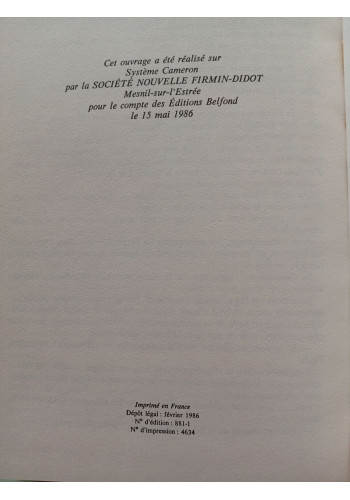 Cet ouvrage a été réalisé sur
Système Cameron
par la SOCIÉTÉ NOUVELLE FIRMIN-DIDOT
Mesnil-sur-l'Estrée
pour le compte des Éditions Belfond
le 15 mai 1986
Imprimé en France
Dépôt légal : février 1986
N° d'édition : 881-1
N° d'impression : 4634